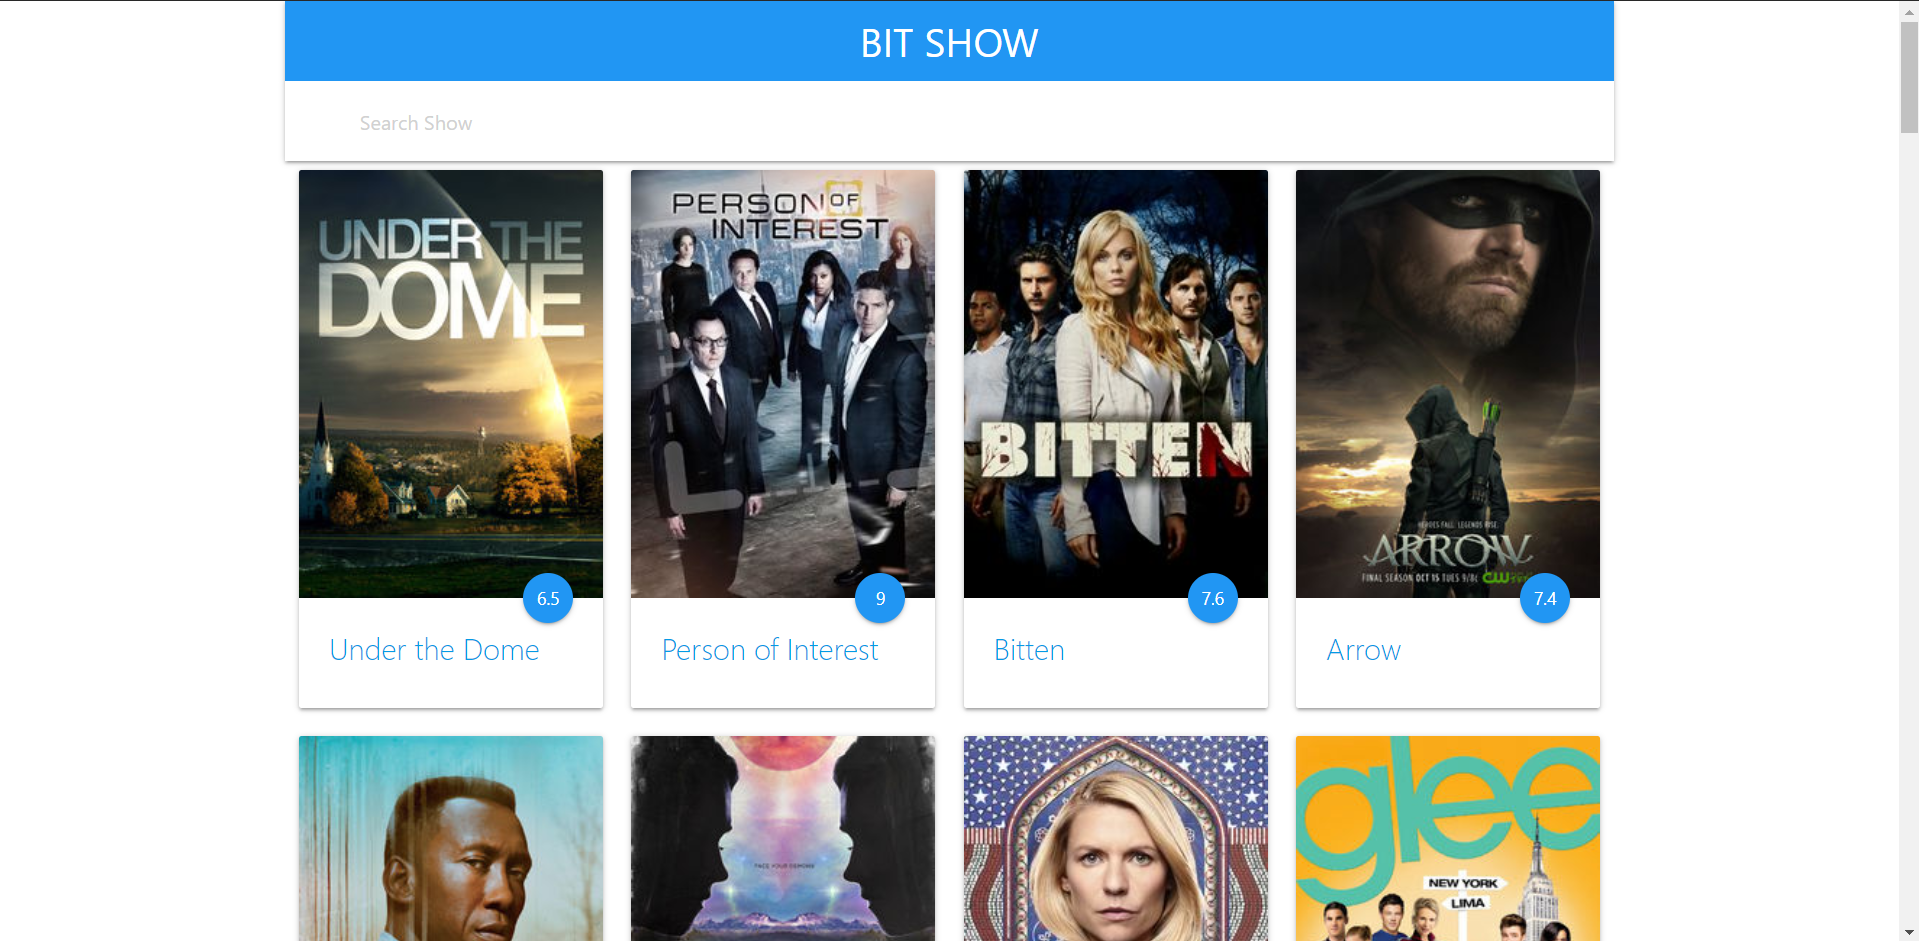 BIT SHOW
Search Show
UNDER THE
DOME
6.5
Under the Dome
PERSON OF
INTEREST
9
Person of Interest
BITTEN
7.6
Bitten
HEROES FALL. LEGENDS RISE.
ARROW
FINAL SEASON OCT 15 TUES 9/8c CW
7.4
Arrow
FACE YOUR DEMONS
glee
NEW YORK
LIMA